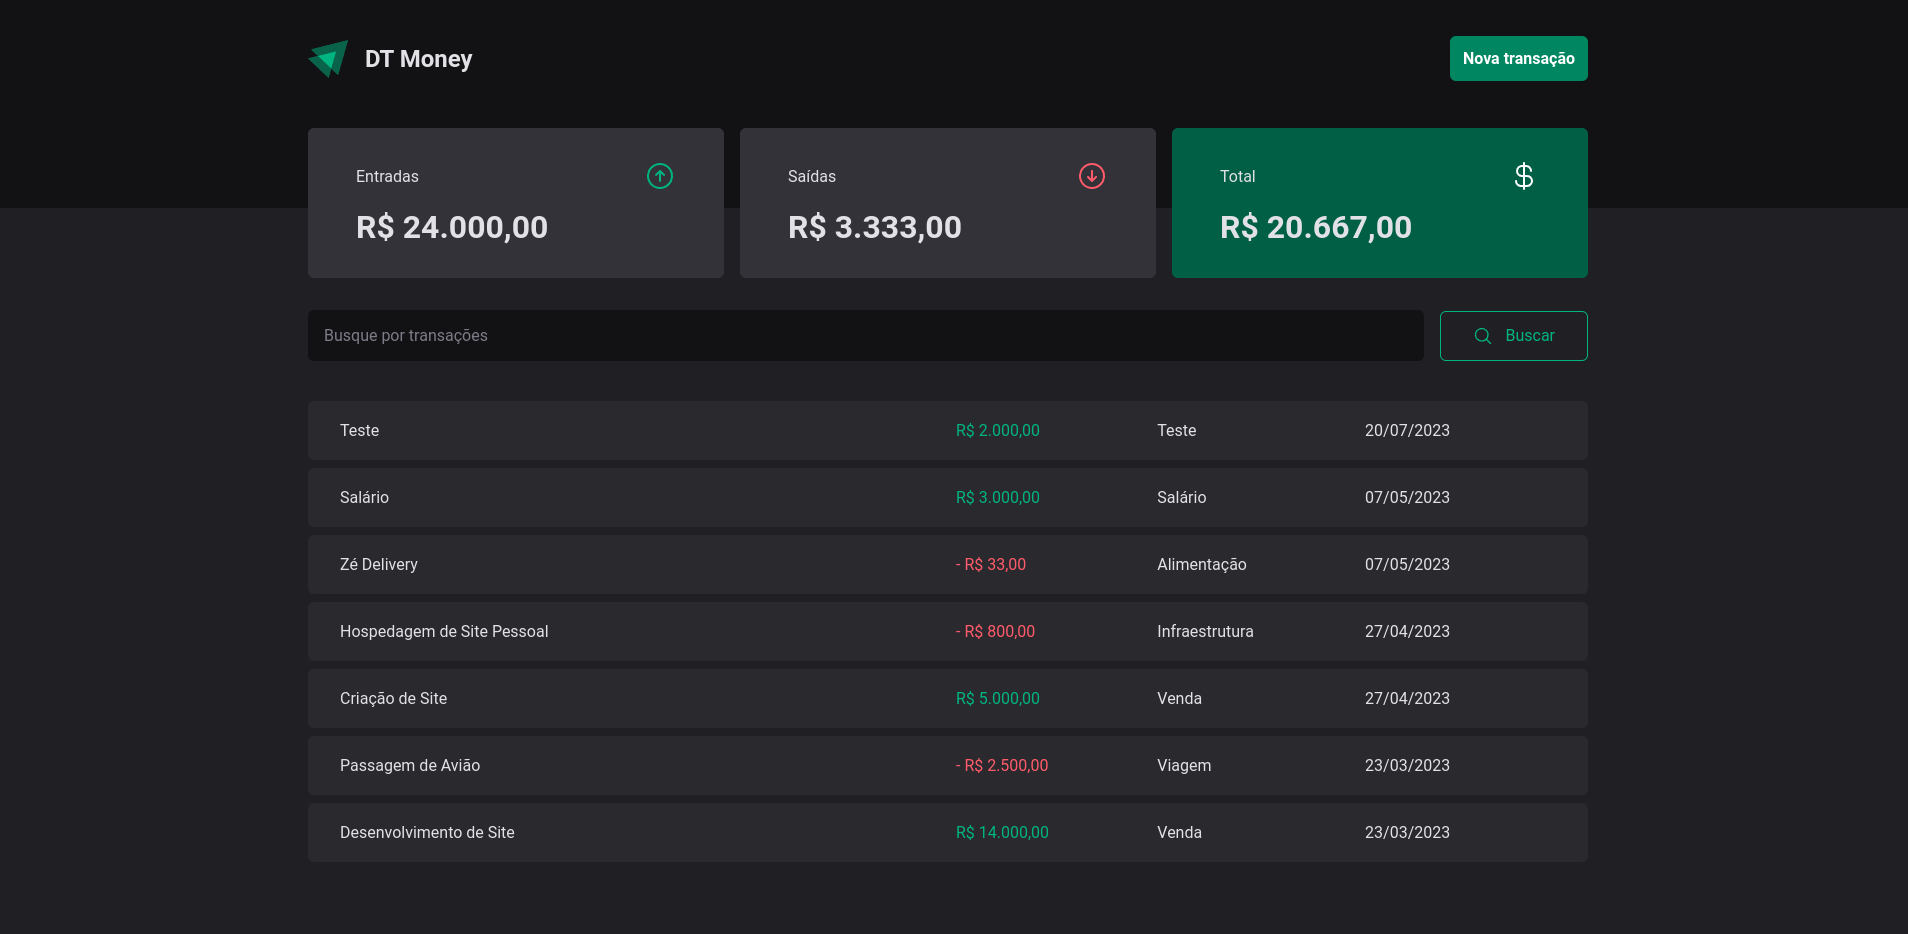 DT Money
Nova transação
Entradas
R$ 24.000,00
Saídas
R$ 3.333,00
Total
R$ 20.667,00
Busque por transações
Buscar
Teste R$ 2.000,00 Teste 20/07/2023
Salário R$ 3.000,00 Salário 07/05/2023
Zé Delivery - R$ 33,00 Alimentação 07/05/2023
Hospedagem de Site Pessoal - R$ 800,00 Infraestrutura 27/04/2023
Criação de Site R$ 5.000,00 Venda 27/04/2023
Passagem de Avião - R$ 2.500,00 Viagem 23/03/2023
Desenvolvimento de Site R$ 14.000,00 Venda 23/03/2023